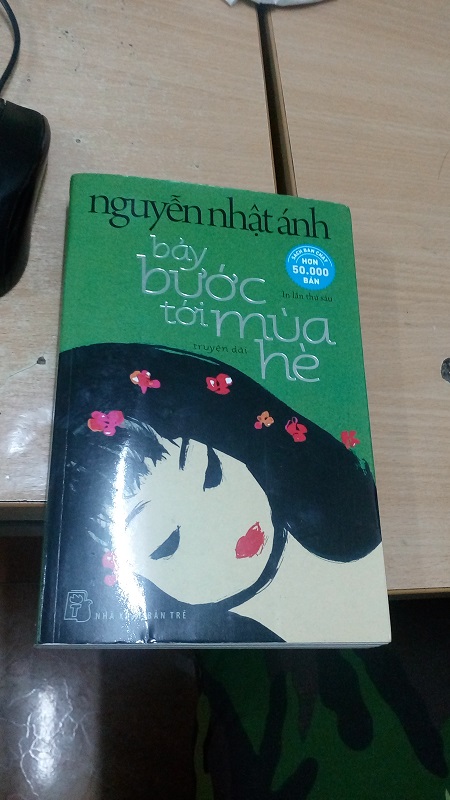 nguyễn nhật ánh
bảy
bước
tới mùa
hè
truyện dài
SÁCH BÁN CHẠY
HƠN
50.000
BẢN
In lần thứ sáu
NHÀ XUẤT BẢN TRẺ